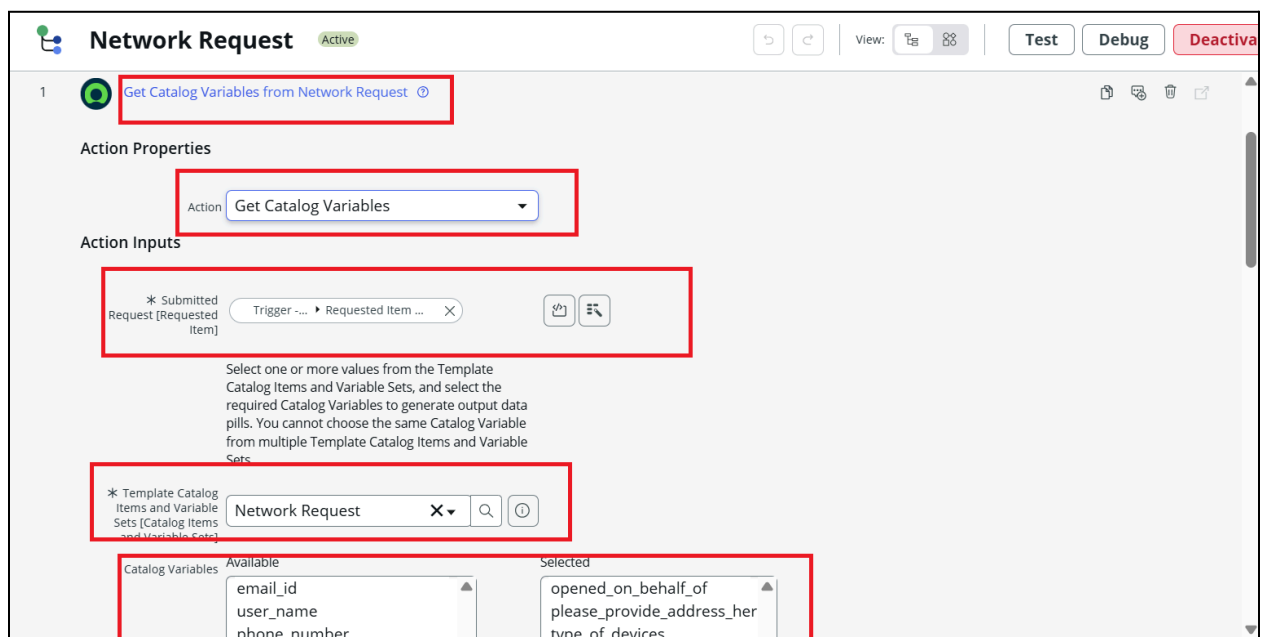 Network Request Active View: Test Debug Deactiva
1 Get Catalog Variables from Network Request
Action Properties
Action Get Catalog Variables
Action Inputs
* Submitted
Request [Requested
Item]
Trigger -... Requested Item ...
Select one or more values from the Template
Catalog Items and Variable Sets, and select the
required Catalog Variables to generate output data
pills. You cannot choose the same Catalog Variable
from multiple Template Catalog Items and Variable
Sets
* Template Catalog
Items and Variable
Sets [Catalog Items
and Variable Sets]
Network Request
Catalog Variables
Available
email_id
user_name
phone_number
Selected
opened_on_behalf_of
please_provide_address_her
type_of_devices